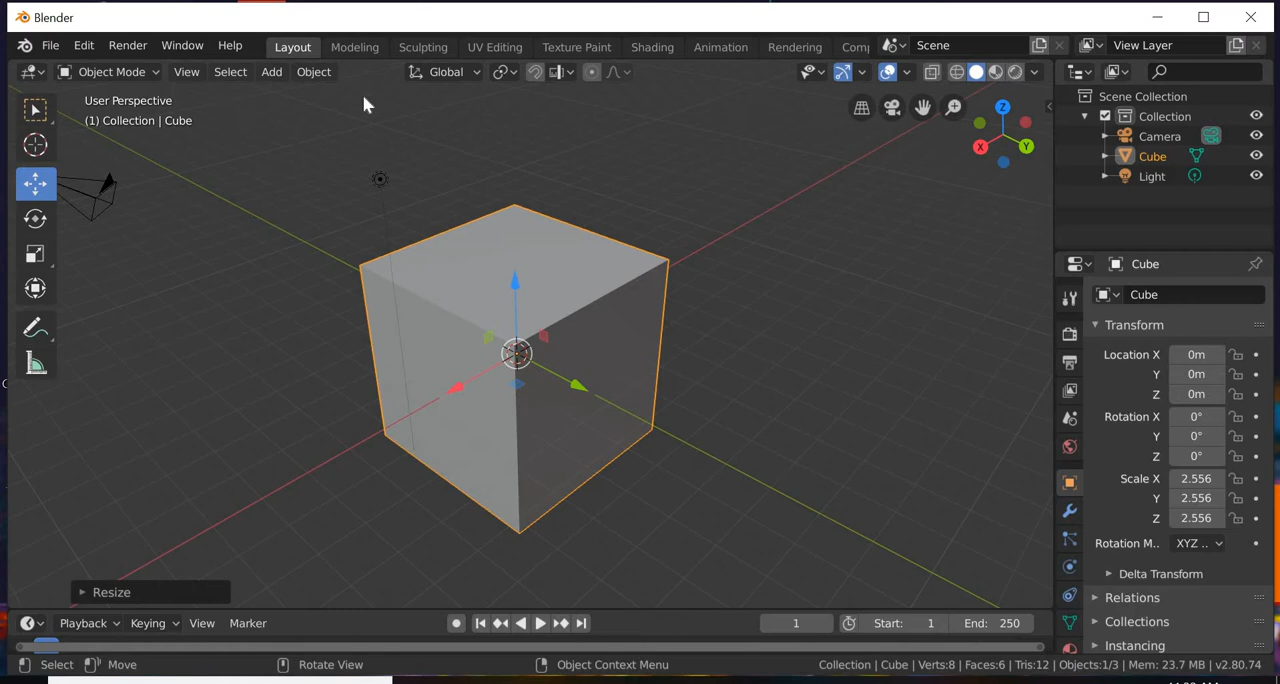 Blender
File Edit Render Window Help Layout Modeling Sculpting UV Editing Texture Paint Shading Animation Rendering Comp Scene View Layer
Object Mode View Select Add Object Global
User Perspective
(1) Collection | Cube
Z
X
Y
Scene Collection
Collection
Camera
Cube
Light
Cube
Cube
Transform
Location X 0m
Y 0m
Z 0m
Rotation X 0°
Y 0°
Z 0°
Scale X 2.556
Y 2.556
Z 2.556
Rotation M.. XYZ ..
Delta Transform
Relations
Collections
Instancing
Resize
Playback Keying View Marker 1 Start: 1 End: 250
Select Move Rotate View Object Context Menu Collection | Cube | Verts:8 | Faces:6 | Tris:12 | Objects:1/3 | Mem: 23.7 MB | v2.80.74